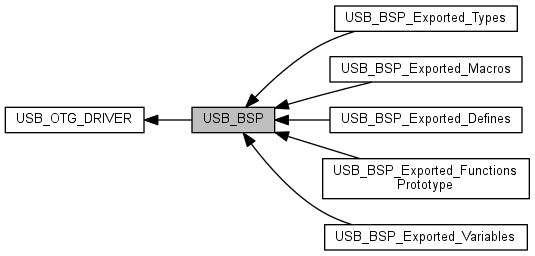 USB_BSP_Exported_Types
USB_BSP_Exported_Macros
USB_OTG_DRIVER
USB_BSP
USB_BSP_Exported_Defines
USB_BSP_Exported_Functions
Prototype
USB_BSP_Exported_Variables